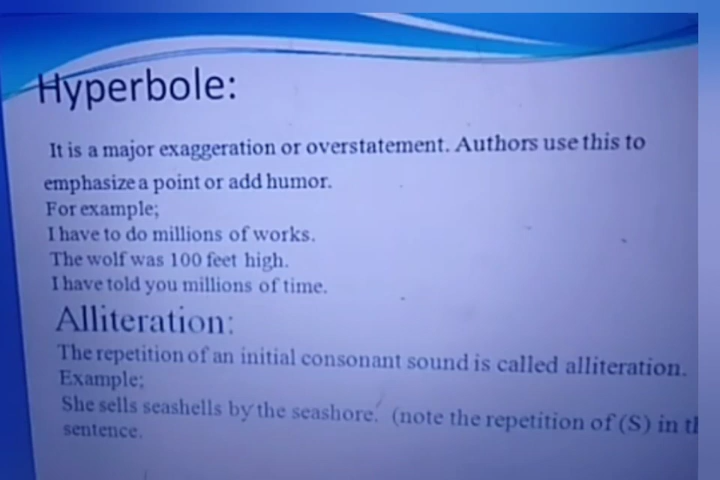 Hyperbole:
It is a major exaggeration or overstatement. Authors use this to
emphasize a point or add humor.
For example;
I have to do millions of works.
The wolf was 100 feet high.
I have told you millions of time.
Alliteration:
The repetition of an initial consonant sound is called alliteration.
Example;
She sells seashells by the seashore. (note the repetition of (S) in
sentence.